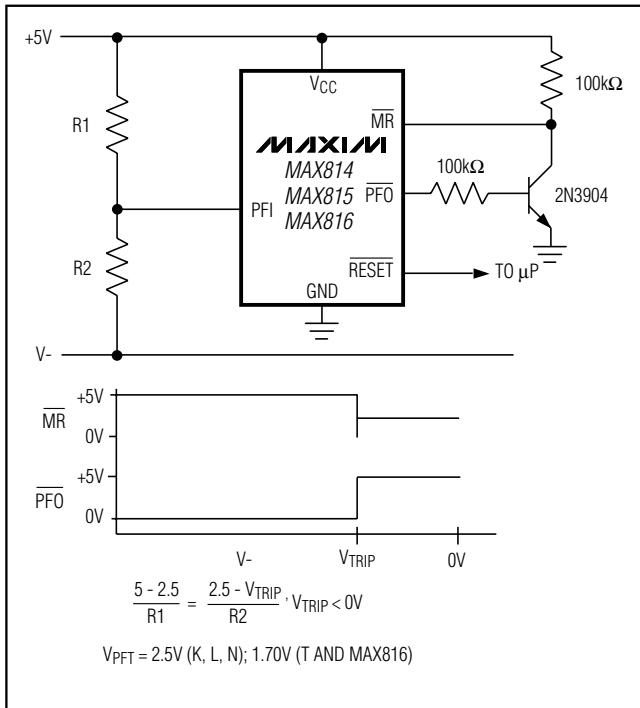 +5V
VCC
100kΩ
R1
MR
MAXIM
MAX814
MAX815
MAX816
100kΩ
PFO
2N3904
PFI
R2
RESET
TO µP
GND
V-
+5V
MR
0V
+5V
PFO
0V
V-
VTRIP
0V
5 - 2.5 / R1 = 2.5 - VTRIP / R2 , VTRIP < 0V
VPFT = 2.5V (K, L, N); 1.70V (T AND MAX816)